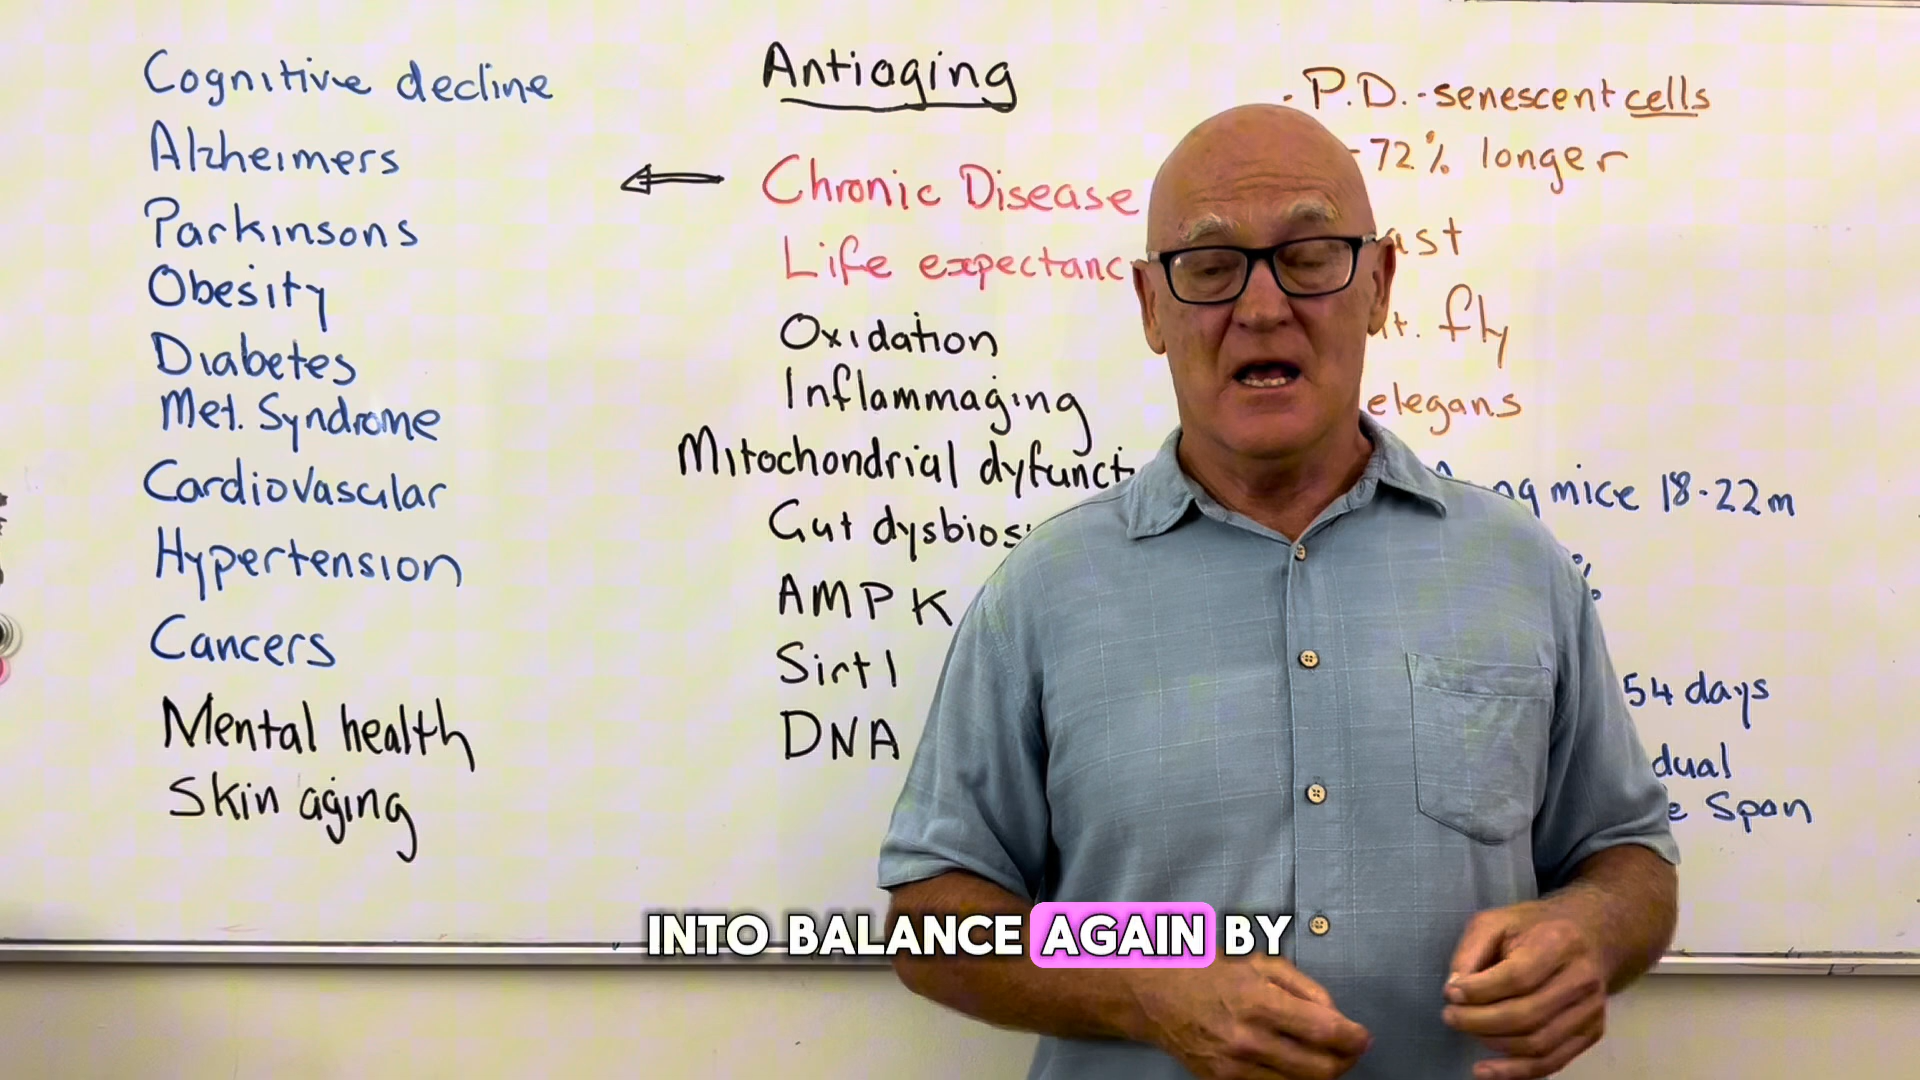 Cognitive decline
Alzheimers
Parkinsons
Obesity
Diabetes
Met. Syndrome
Cardiovascular
Hypertension
Cancers
Mental health
Skin aging
Antiaging
Chronic Disease
Life expectanc
Oxidation
Inflammaging
Mitochondrial dyfunct
Gut dysbios
AMPK
Sirt1
DNA
- P.D. - senescent cells
- 72% longer
ast
t. fly
elegans
ng mice 18-22m
%
54 days
dual
e Span
INTO BALANCE AGAIN BY